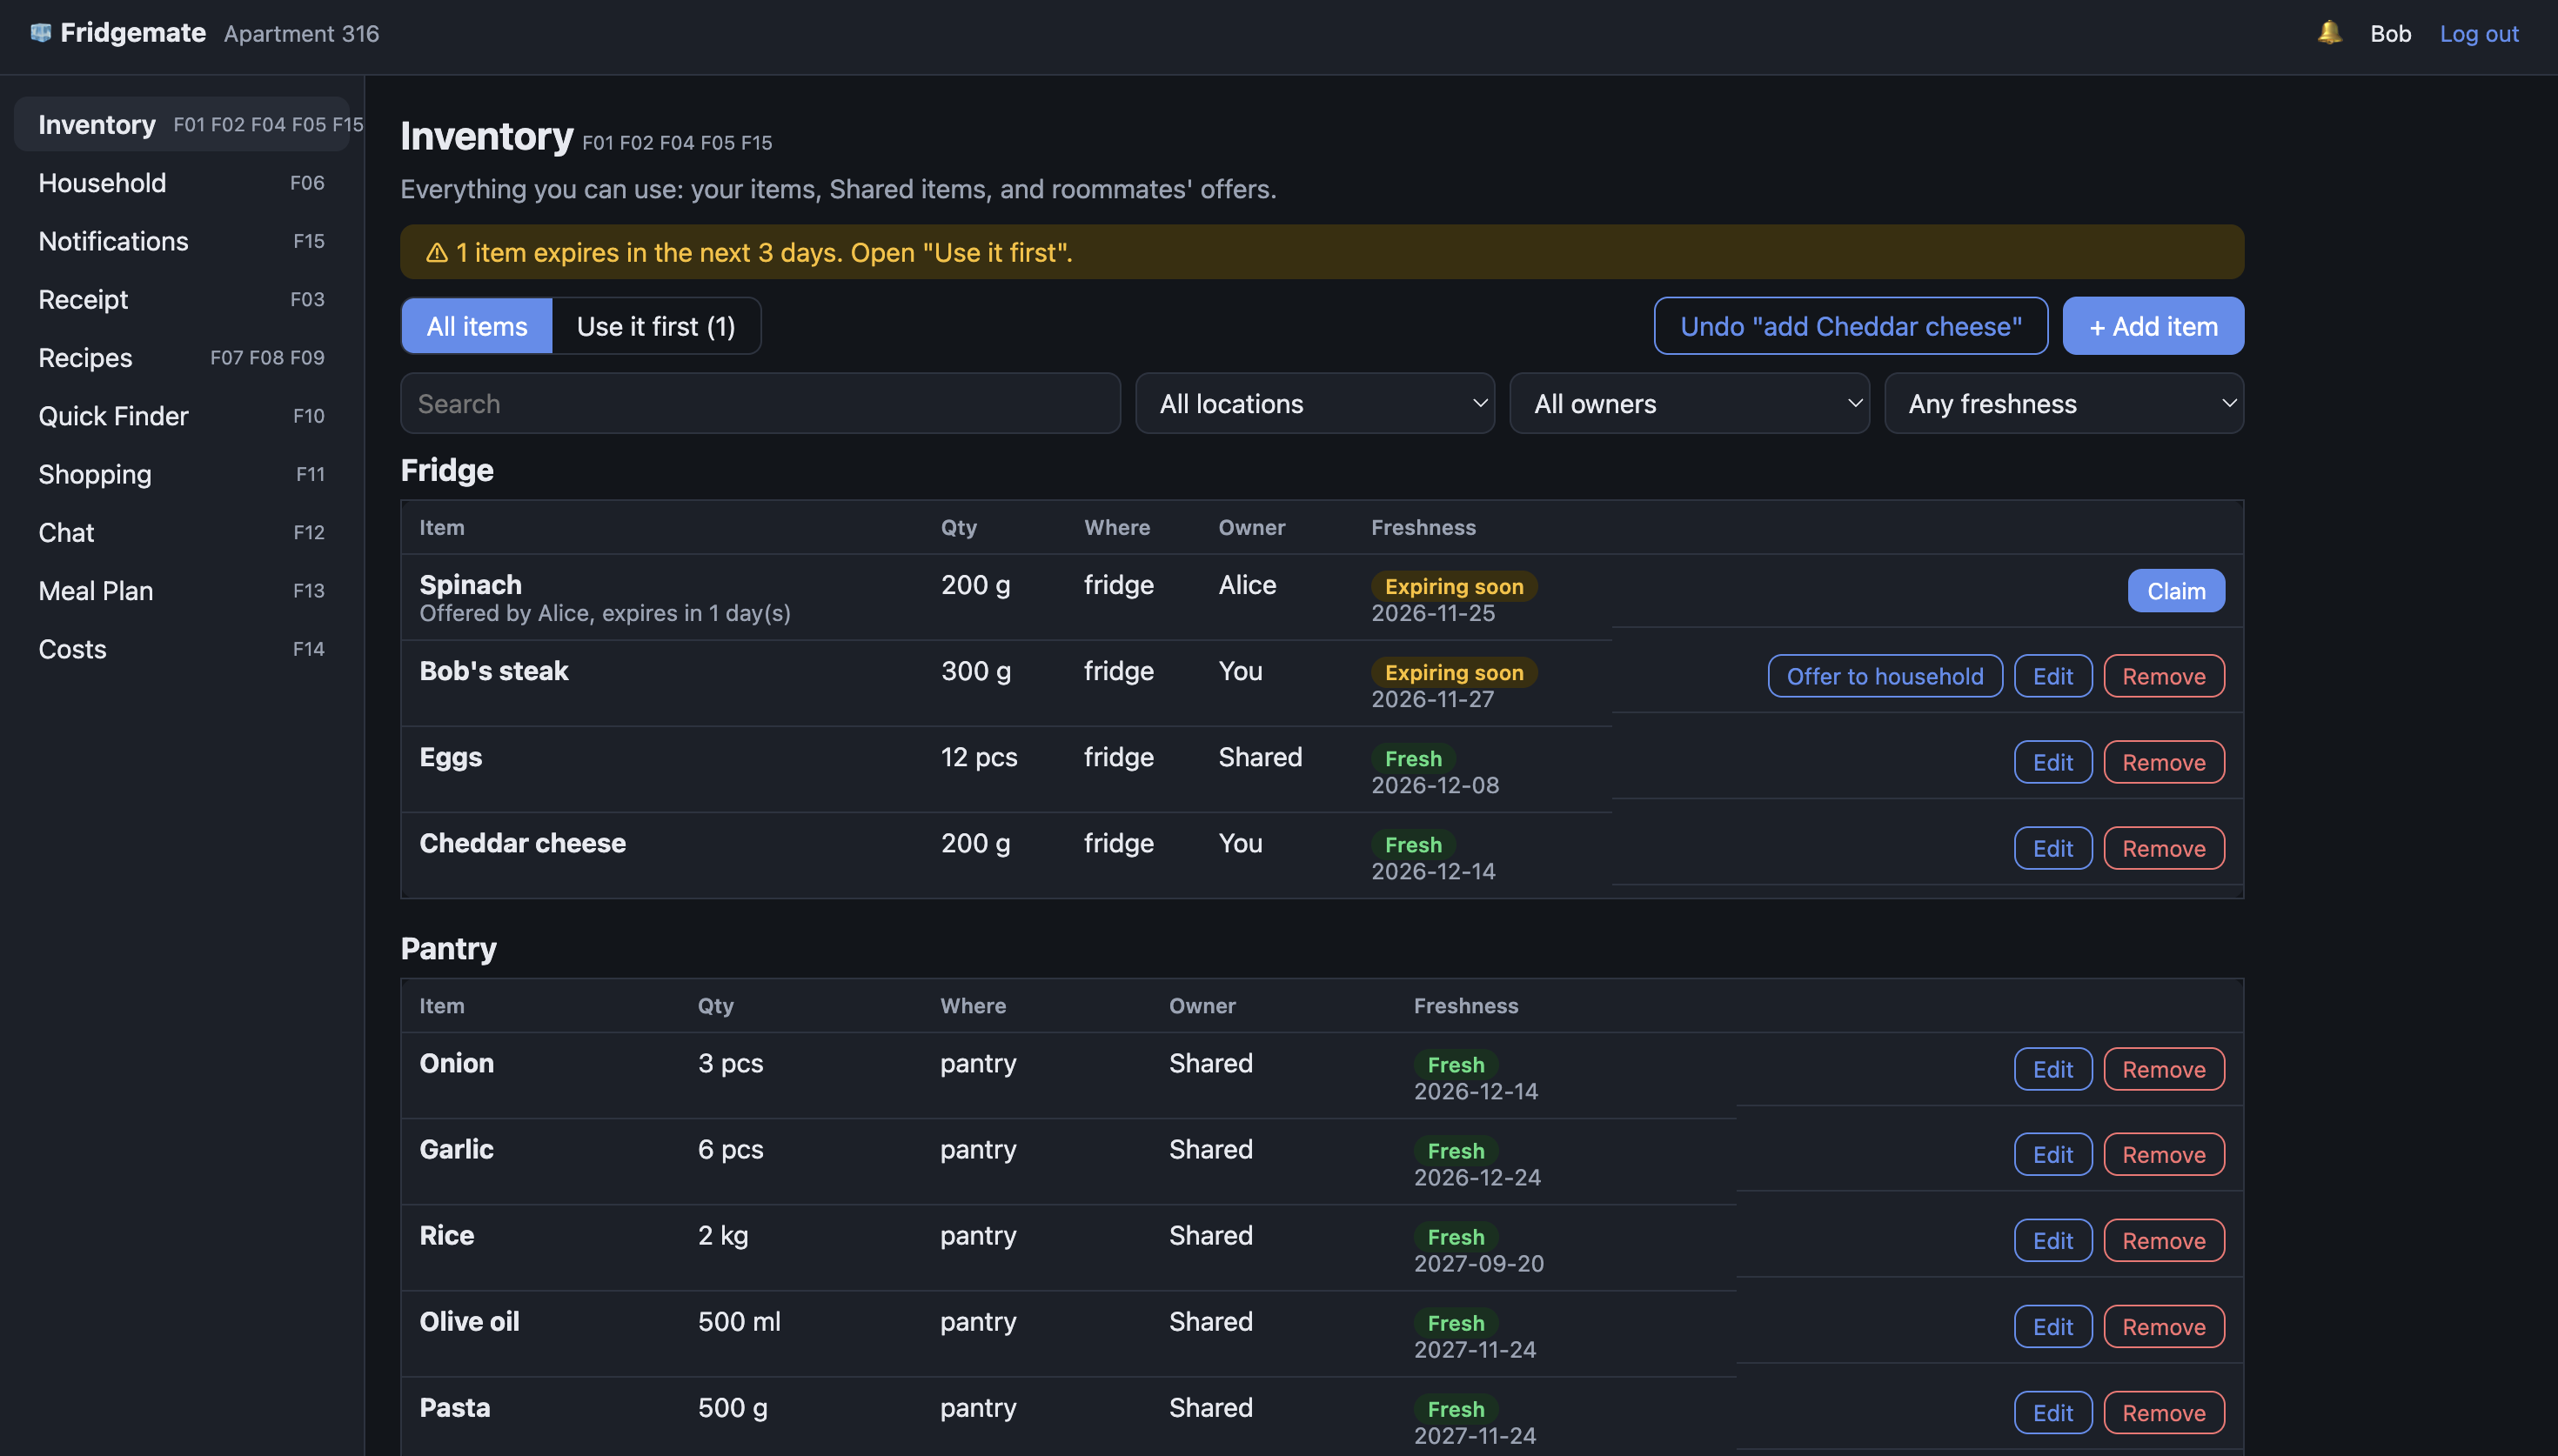 Fridgemate Apartment 316
🔔 Bob Log out
Inventory F01 F02 F04 F05 F15
Household F06
Notifications F15
Receipt F03
Recipes F07 F08 F09
Quick Finder F10
Shopping F11
Chat F12
Meal Plan F13
Costs F14
Inventory F01 F02 F04 F05 F15
Everything you can use: your items, Shared items, and roommates' offers.
⚠ 1 item expires in the next 3 days. Open "Use it first".
All items Use it first (1)
Undo "add Cheddar cheese" + Add item
Search All locations All owners Any freshness
Fridge
Item Qty Where Owner Freshness
Spinach 200 g fridge Alice Expiring soon Claim
Offered by Alice, expires in 1 day(s) 2026-11-25
Bob's steak 300 g fridge You Expiring soon Offer to household Edit Remove
2026-11-27
Eggs 12 pcs fridge Shared Fresh Edit Remove
2026-12-08
Cheddar cheese 200 g fridge You Fresh Edit Remove
2026-12-14
Pantry
Item Qty Where Owner Freshness
Onion 3 pcs pantry Shared Fresh Edit Remove
2026-12-14
Garlic 6 pcs pantry Shared Fresh Edit Remove
2026-12-24
Rice 2 kg pantry Shared Fresh Edit Remove
2027-09-20
Olive oil 500 ml pantry Shared Fresh Edit Remove
2027-11-24
Pasta 500 g pantry Shared Fresh Edit Remove
2027-11-24